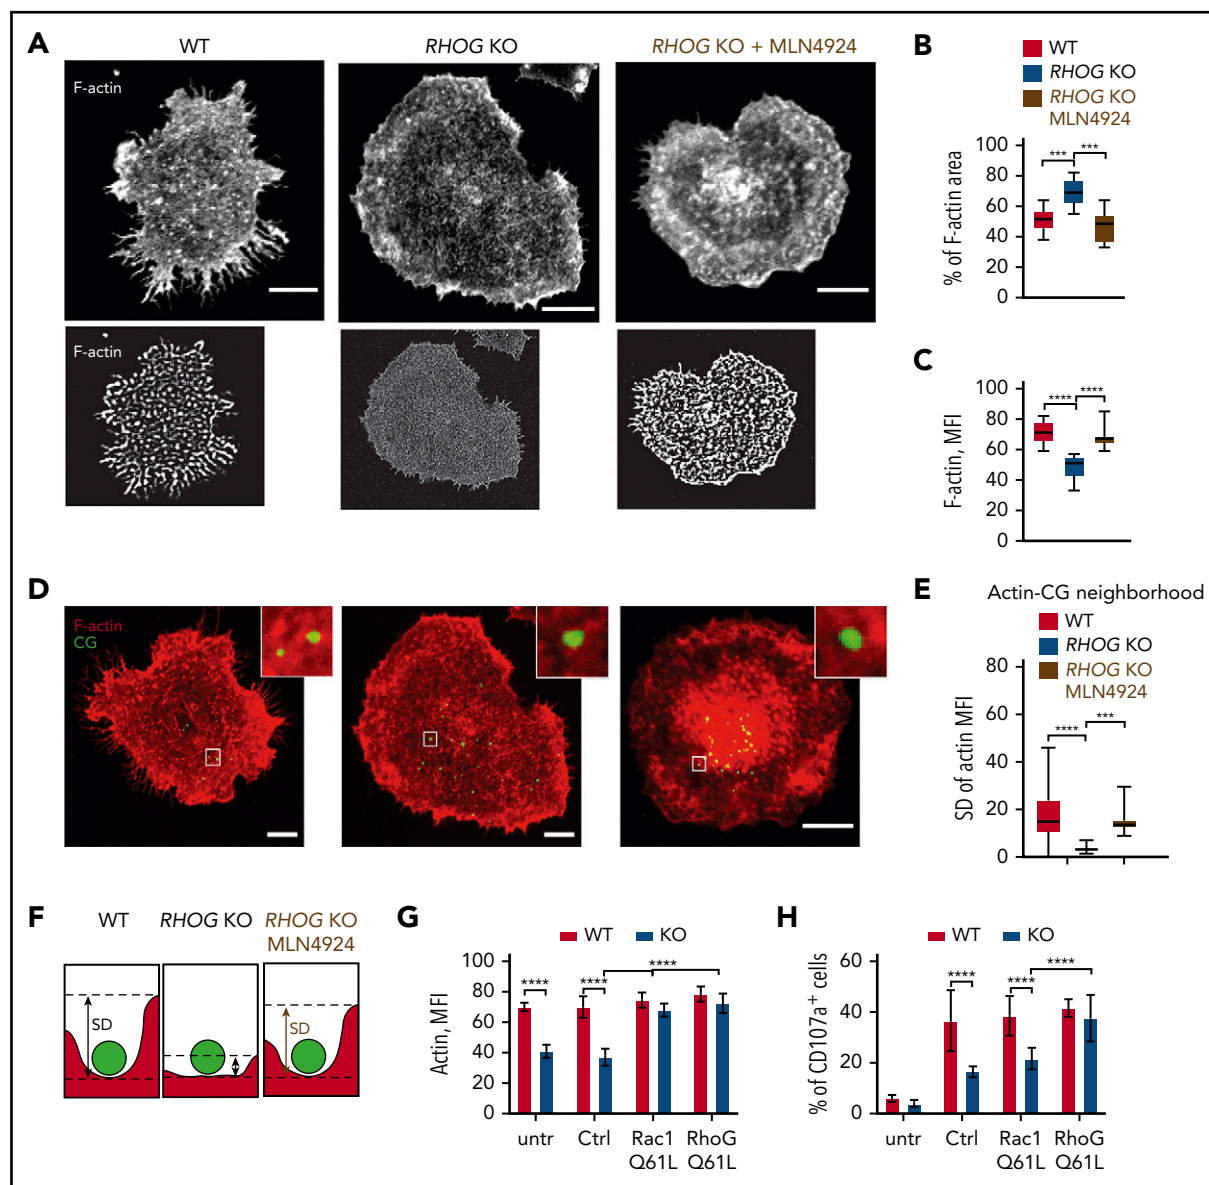 A
WT
RHOG KO
RHOG KO + MLN4924
F-actin
F-actin
B
WT
RHOG KO
RHOG KO
MLN4924
% of F-actin area
100
80
60
40
20
0
***
***
C
F-actin, MFI
100
80
60
40
20
0
****
****
D
F-actin
CG
E
Actin-CG neighborhood
WT
RHOG KO
RHOG KO
MLN4924
SD of actin MFI
80
60
40
20
0
****
***
F
WT
RHOG KO
RHOG KO
MLN4924
SD
SD
G
WT
KO
Actin, MFI
100
80
60
40
20
0
****
****
****
untr
Ctrl
Rac1
Q61L
RhoG
Q61L
H
WT
KO
% of CD107a⁺ cells
60
40
20
0
****
****
****
untr
Ctrl
Rac1
Q61L
RhoG
Q61L